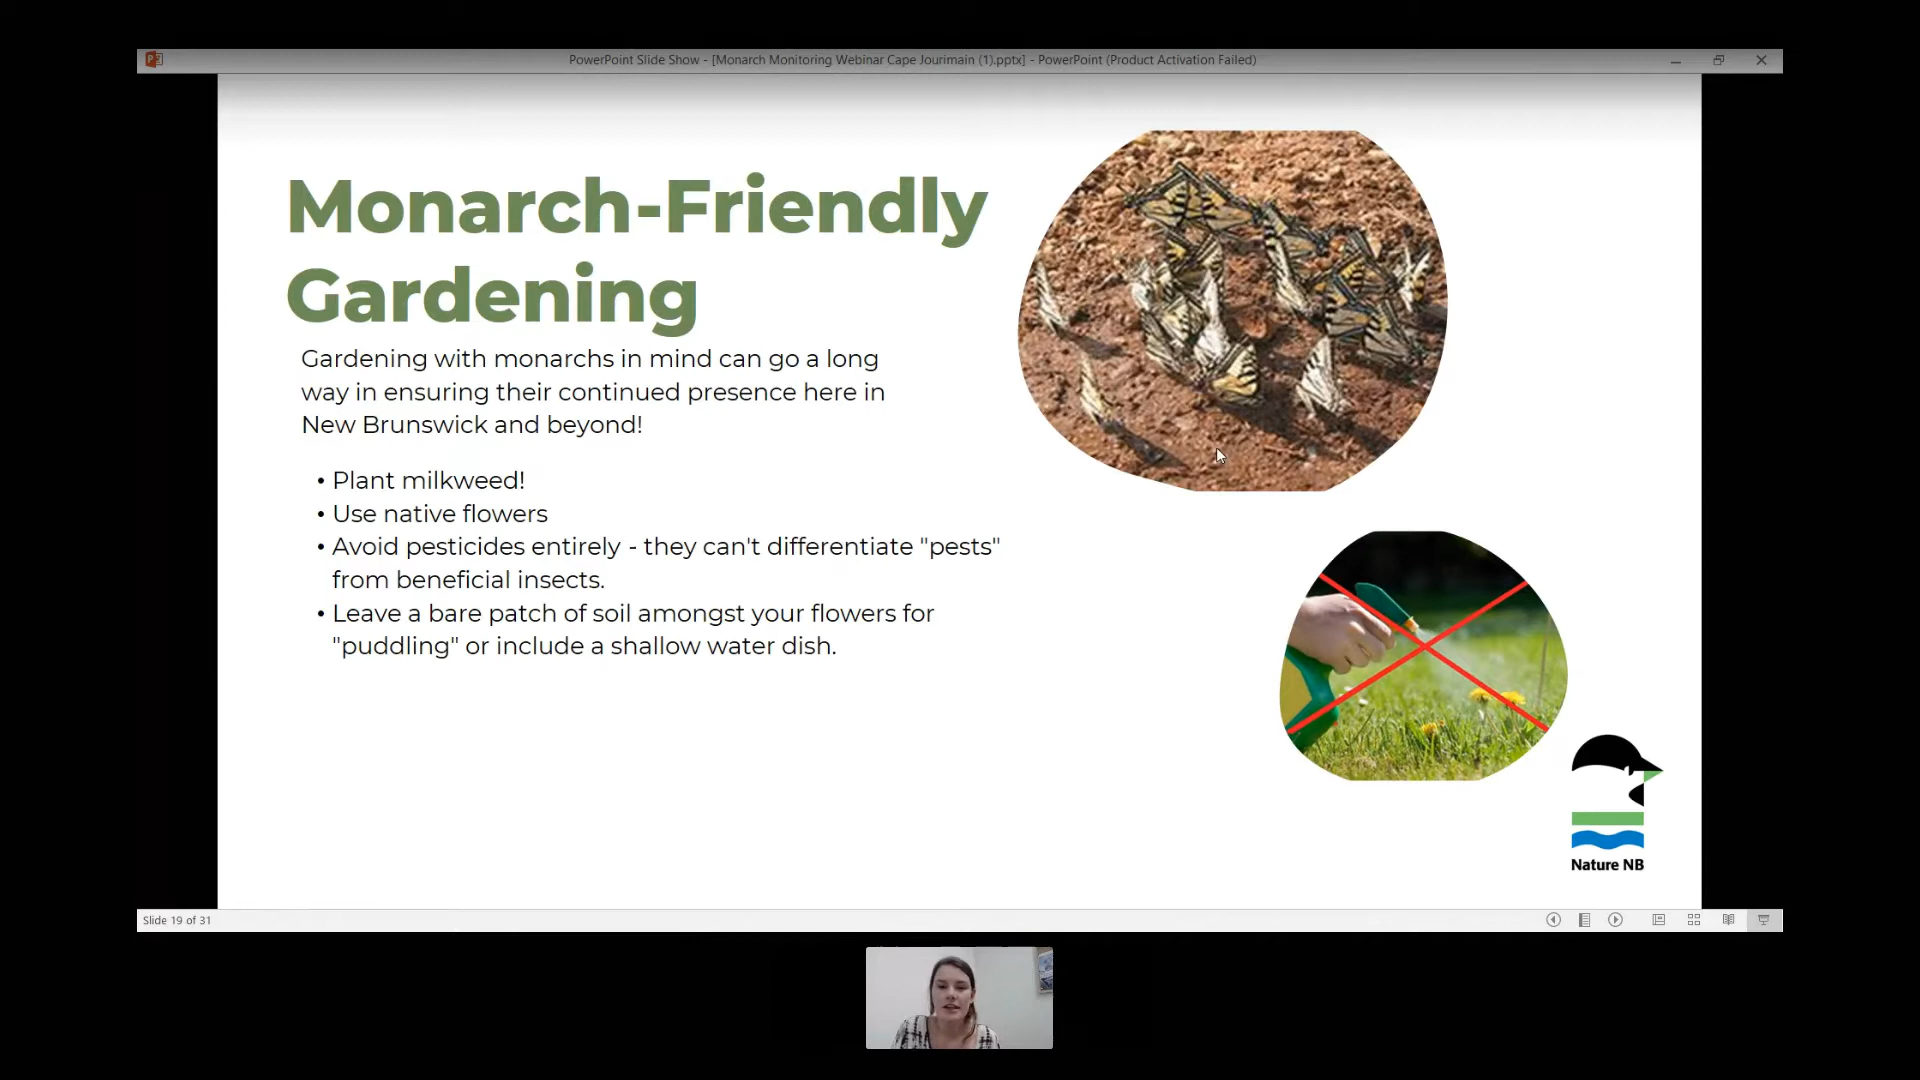 PowerPoint Slide Show - [Monarch Monitoring Webinar Cape Jourimain (1).pptx] - PowerPoint (Product Activation Failed)
Monarch-Friendly
Gardening
Gardening with monarchs in mind can go a long
way in ensuring their continued presence here in
New Brunswick and beyond!
• Plant milkweed!
• Use native flowers
• Avoid pesticides entirely - they can't differentiate "pests"
from beneficial insects.
• Leave a bare patch of soil amongst your flowers for
"puddling" or include a shallow water dish.
Nature NB
Slide 19 of 31